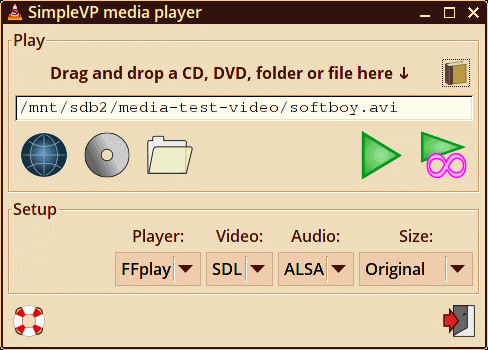 SimpleVP media player
Play
Drag and drop a CD, DVD, folder or file here ↓
/mnt/sdb2/media-test-video/softboy.avi
Setup
Player: Video: Audio: Size:
FFplay SDL ALSA Original